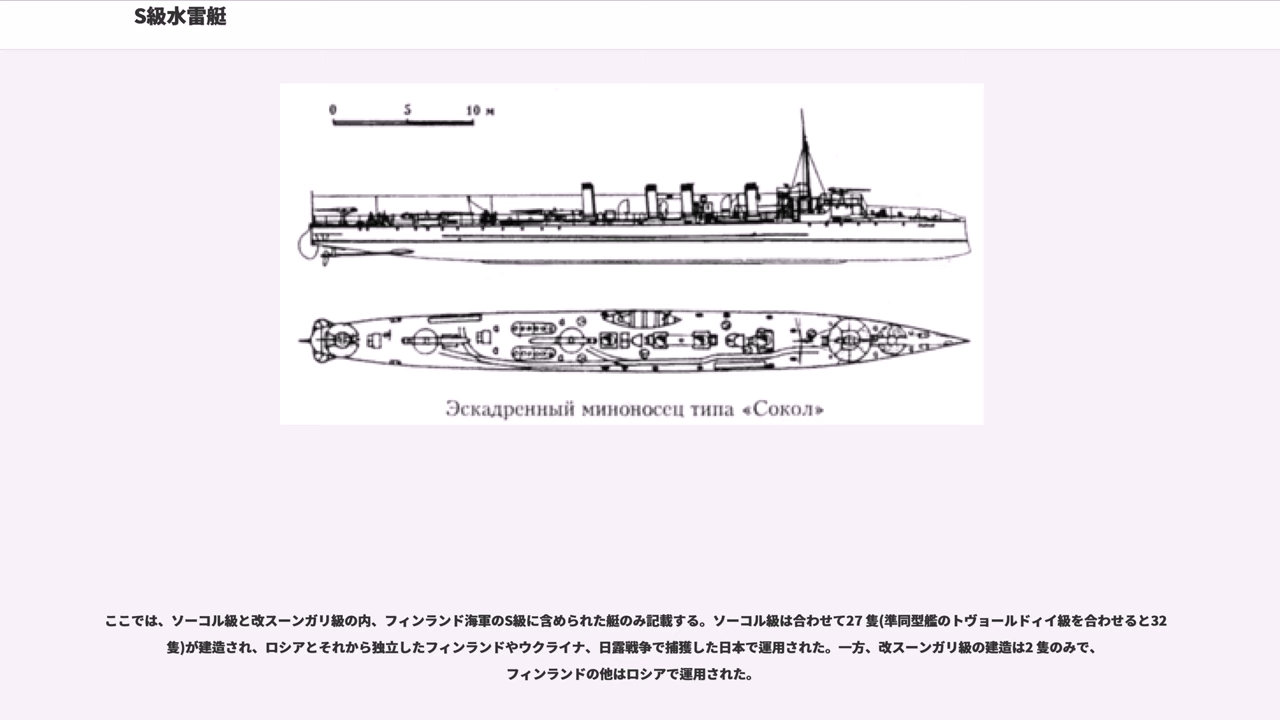 S級水雷艇
0 5 10 м
Эскадренный миноносец типа «Сокол»
ここでは、ソーコル級と改スーンガリ級の内、フィンランド海軍のS級に含められた艇のみ記載する。ソーコル級は合わせて27 隻(準同型艦のトヴョールドィイ級を合わせると32
隻)が建造され、ロシアとそれから独立したフィンランドやウクライナ、日露戦争で捕獲した日本で運用された。一方、改スーンガリ級の建造は2 隻のみで、
フィンランドの他はロシアで運用された。